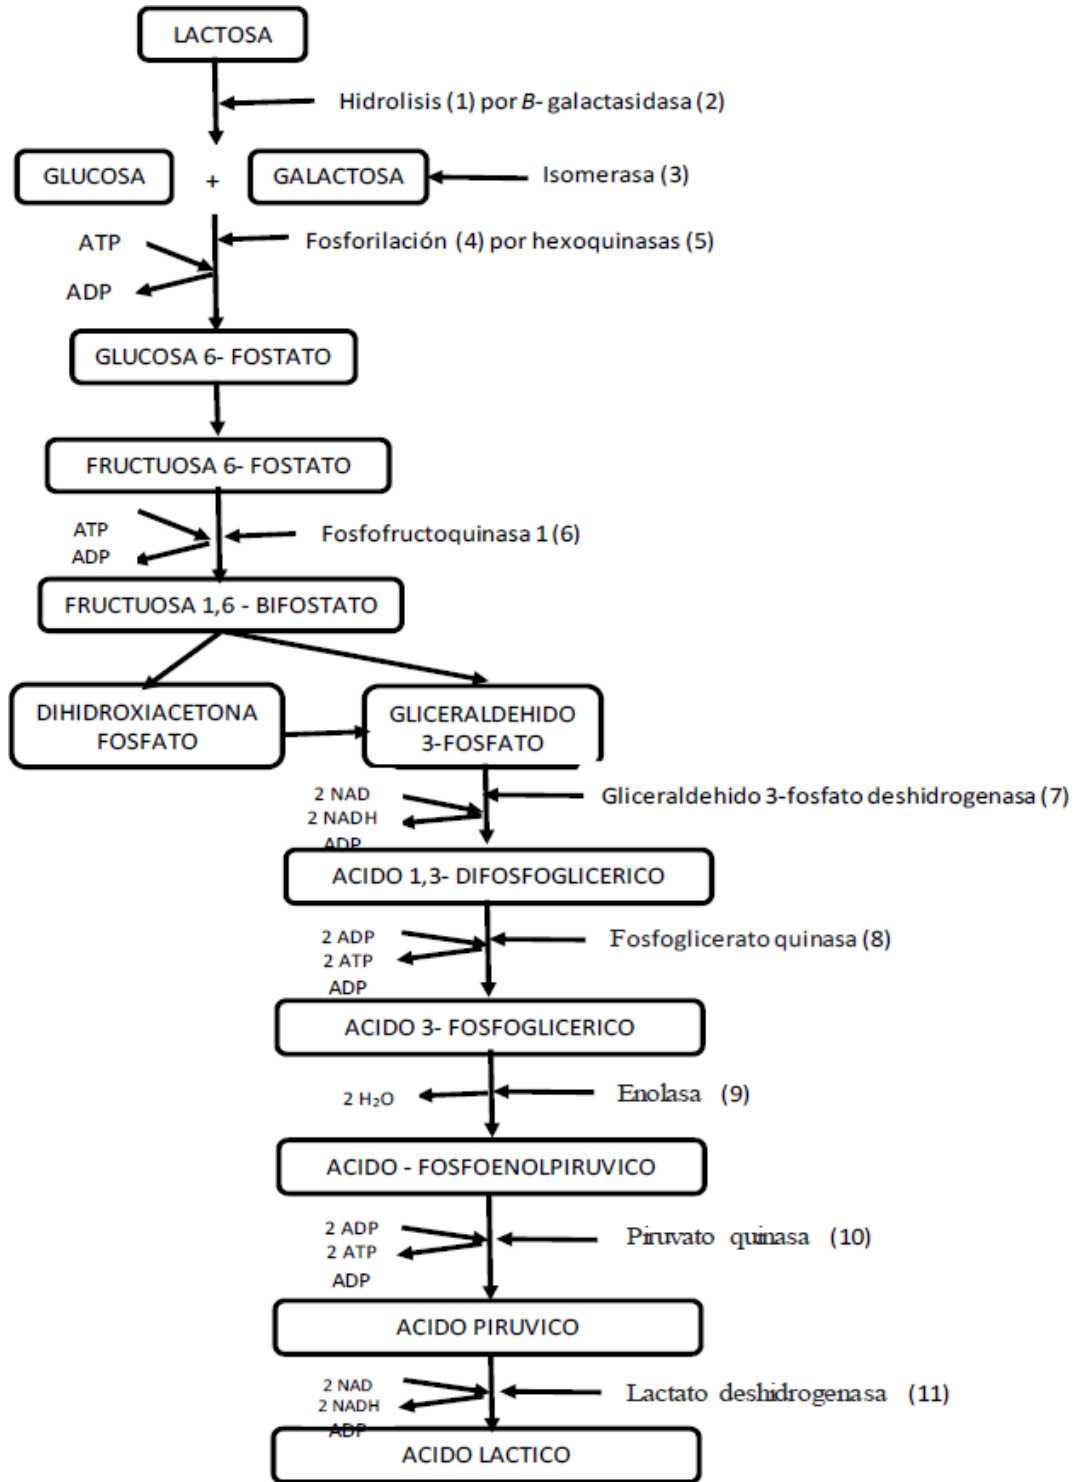 LACTOSA
Hidrolisis (1) por B- galactasidasa (2)
GLUCOSA
+
GALACTOSA
Isomerasa (3)
ATP
Fosforilación (4) por hexoquinasas (5)
ADP
GLUCOSA 6- FOSTATO
FRUCTUOSA 6- FOSTATO
ATP
Fosfofructoquinasa 1 (6)
ADP
FRUCTUOSA 1,6 - BIFOSTATO
DIHIDROXIACETONA
FOSFATO
GLICERALDEHIDO
3-FOSFATO
2 NAD
Gliceraldehido 3-fosfato deshidrogenasa (7)
2 NADH
ADP
ACIDO 1,3- DIFOSFOGLICERICO
2 ADP
Fosfoglicerato quinasa (8)
2 ATP
ADP
ACIDO 3- FOSFOGLICERICO
2 H₂O
Enolasa (9)
ACIDO - FOSFOENOLPIRUVICO
2 ADP
Piruvato quinasa (10)
2 ATP
ADP
ACIDO PIRUVICO
2 NAD
Lactato deshidrogenasa (11)
2 NADH
ADP
ACIDO LACTICO